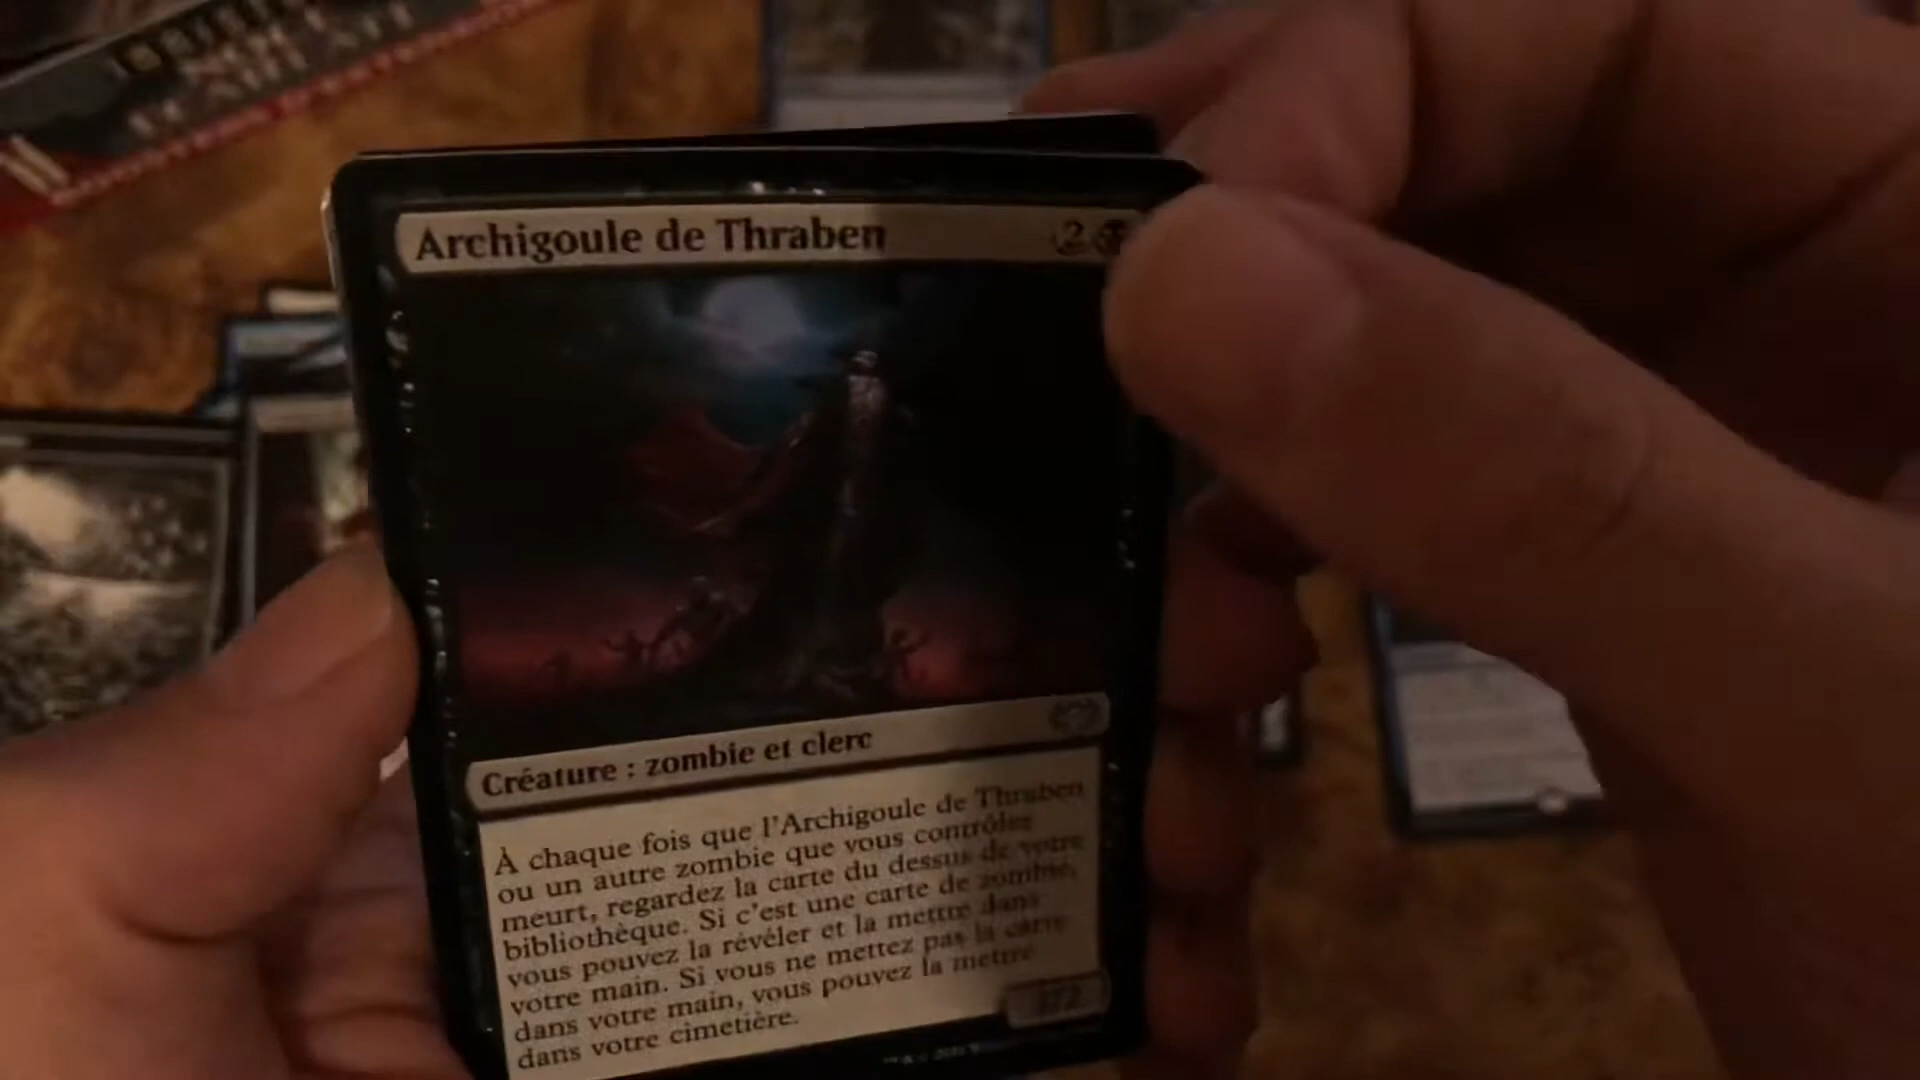 Archigoule de Thraben 2
Créature : zombie et clerc
À chaque fois que l'Archigoule de Thraben
ou un autre zombie que vous contrôlez
meurt, regardez la carte du dessus de votre
bibliothèque. Si c'est une carte de zombie,
vous pouvez la révéler et la mettre dans
votre main. Si vous ne mettez pas la carte
dans votre main, vous pouvez la mettre
dans votre cimetière.